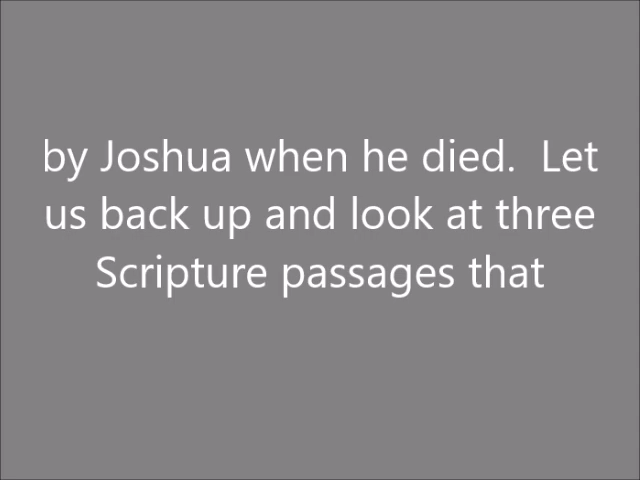 by Joshua when he died.  Let
us back up and look at three
Scripture passages that